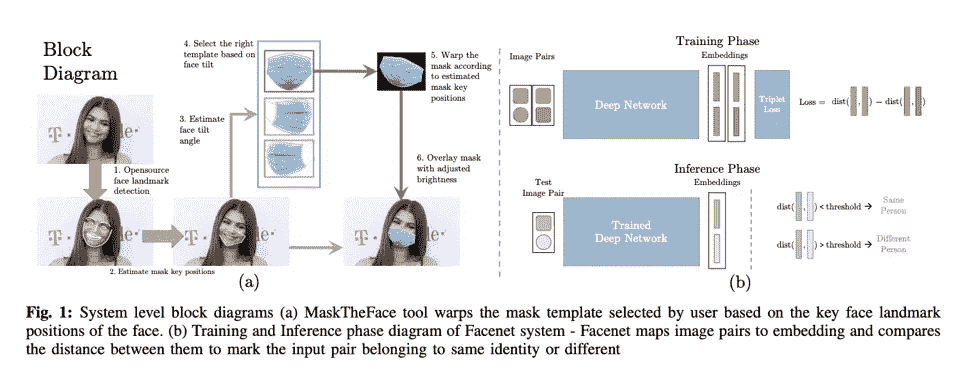 Block
Diagram
4. Select the right
template based on
face tilt
5. Warp the
mask according
to estimated
mask key
positions
3. Estimate
face tilt
angle
6. Overlay mask
with adjusted
brightness
1. Opensource
face landmark
detection
2. Estimate mask key positions
(a)
Training Phase
Image Pairs
Embeddings
Deep Network
Triplet
Loss
Loss = dist( , ) − dist( , )
Inference Phase
Test
Image Pair
Embeddings
Trained
Deep Network
dist( , ) < threshold → Same
Person
dist( , ) > threshold → Different
Person
(b)
Fig. 1: System level block diagrams (a) MaskTheFace tool warps the mask template selected by user based on the key face landmark
positions of the face. (b) Training and Inference phase diagram of Facenet system - Facenet maps image pairs to embedding and compares
the distance between them to mark the input pair belonging to same identity or different